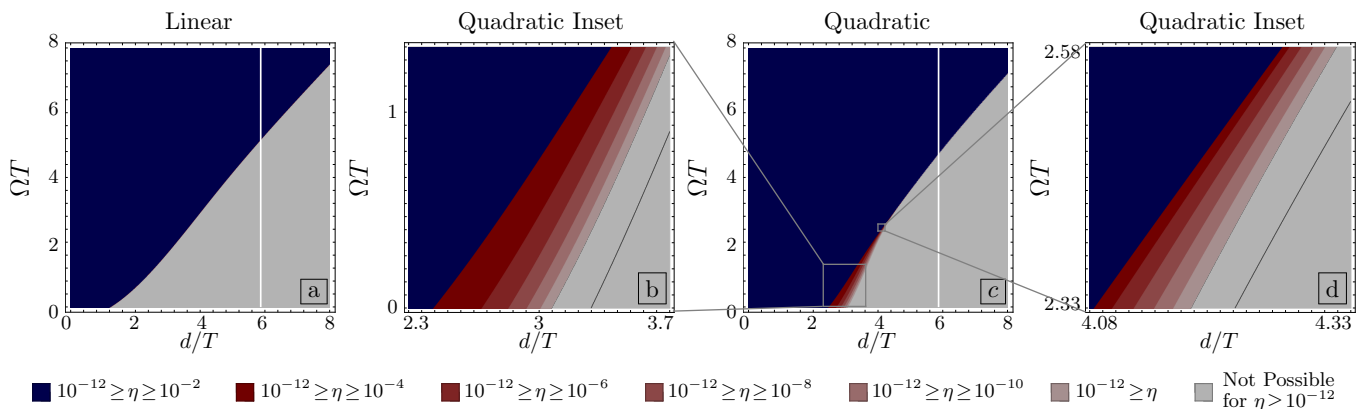 Linear
Quadratic Inset
Quadratic
Quadratic Inset
8
6
4
2
0
ΩT
0 2 4 6 8
d/T
a
1
0
2.3 3 3.7
d/T
b
ΩT
8
6
4
2
0
ΩT
0 2 4 6 8
d/T
c
2.58
2.33
ΩT
4.08 4.33
d/T
d
10⁻¹² ≥ η ≥ 10⁻²
10⁻¹² ≥ η ≥ 10⁻⁴
10⁻¹² ≥ η ≥ 10⁻⁶
10⁻¹² ≥ η ≥ 10⁻⁸
10⁻¹² ≥ η ≥ 10⁻¹⁰
10⁻¹² ≥ η
Not Possible
for η > 10⁻¹²